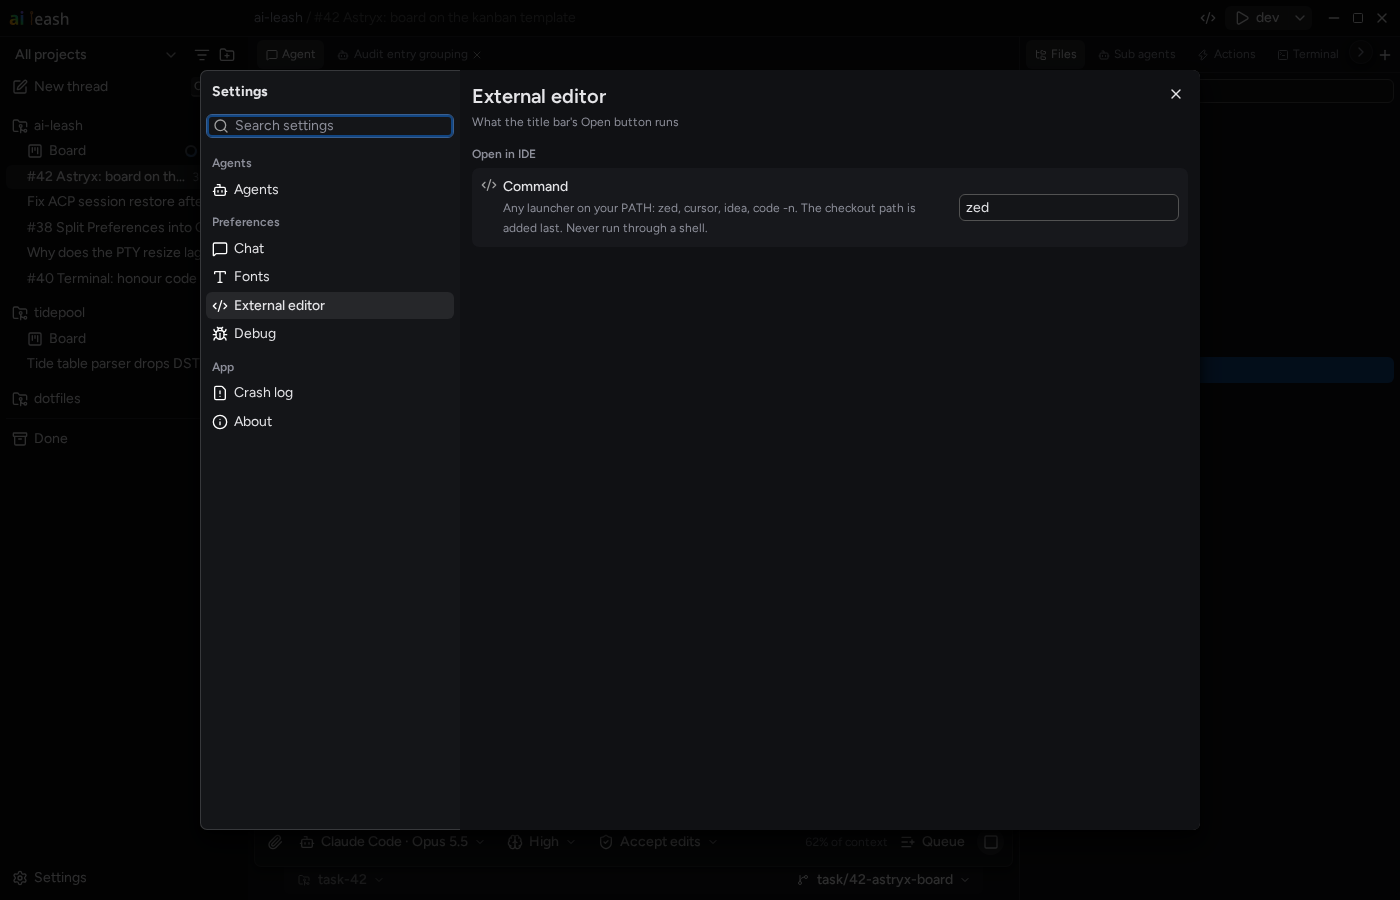 ai leash
ai-leash / #42 Astryx: board on the kanban template
dev
All projects
Agent
Audit entry grouping
Files
Sub agents
Actions
Terminal
New thread
ai-leash
Board
#42 Astryx: board on th...
Fix ACP session restore afte
#38 Split Preferences into
Why does the PTY resize lag
#40 Terminal: honour code
tidepool
Board
Tide table parser drops DST
dotfiles
Done
Settings
Settings
Search settings
Agents
Agents
Preferences
Chat
Fonts
External editor
Debug
App
Crash log
About
External editor
What the title bar's Open button runs
Open in IDE
Command
Any launcher on your PATH: zed, cursor, idea, code -n. The checkout path is
added last. Never run through a shell.
zed
Claude Code · Opus 5.5
High
Accept edits
62% of context
Queue
task-42
task/42-astryx-board